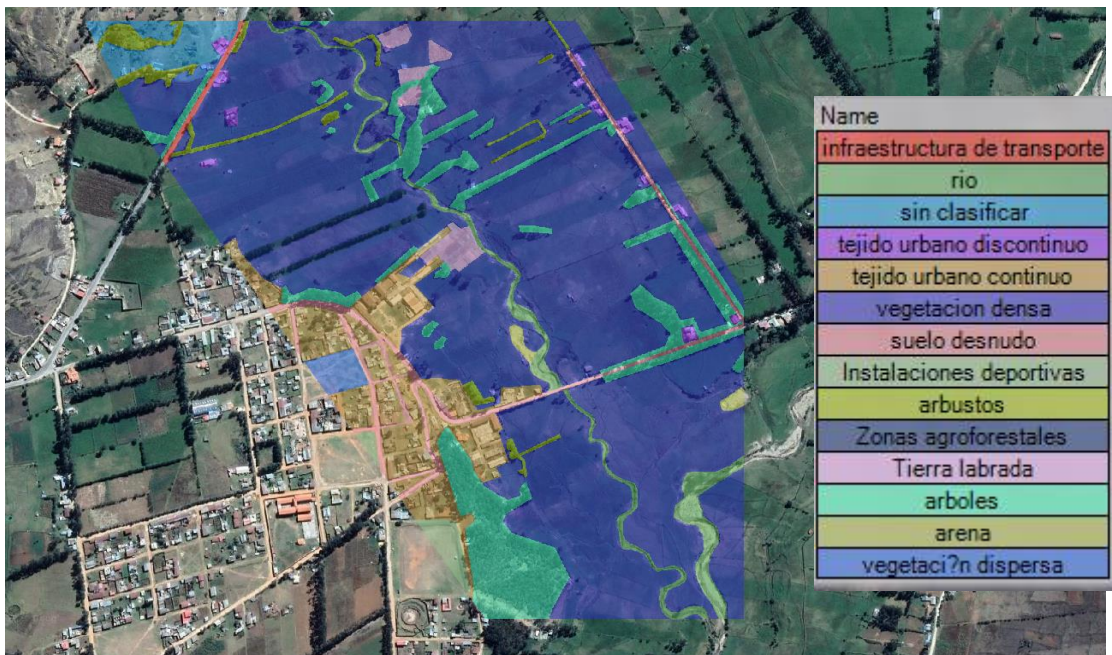 Name
infraestructura de transporte
rio
sin clasificar
tejido urbano discontinuo
tejido urbano continuo
vegetacion densa
suelo desnudo
Instalaciones deportivas
arbustos
Zonas agroforestales
Tierra labrada
arboles
arena
vegetaci?n dispersa